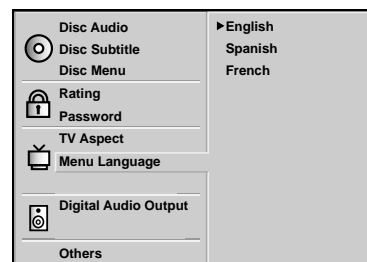 Disc Audio
Disc Subtitle
Disc Menu
Rating
Password
TV Aspect
Menu Language
Digital Audio Output
Others
English
Spanish
French